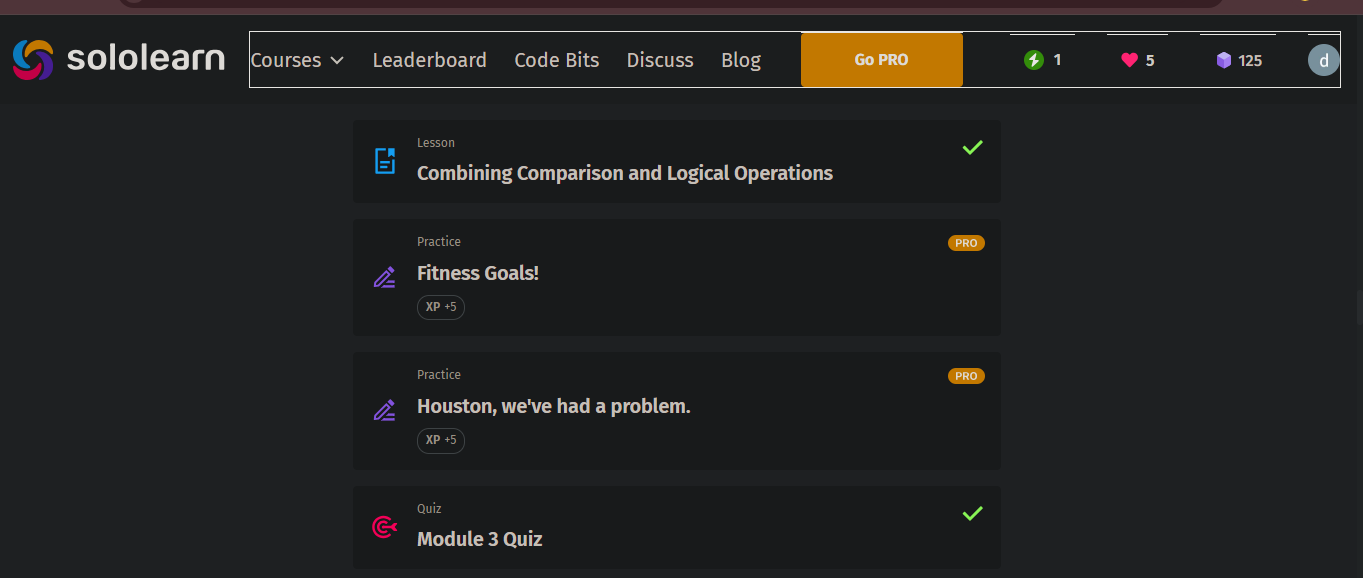 sololearn Courses Leaderboard Code Bits Discuss Blog Go PRO 1 5 125 d
Lesson
Combining Comparison and Logical Operations
Practice PRO
Fitness Goals!
XP +5
Practice PRO
Houston, we've had a problem.
XP +5
Quiz
Module 3 Quiz